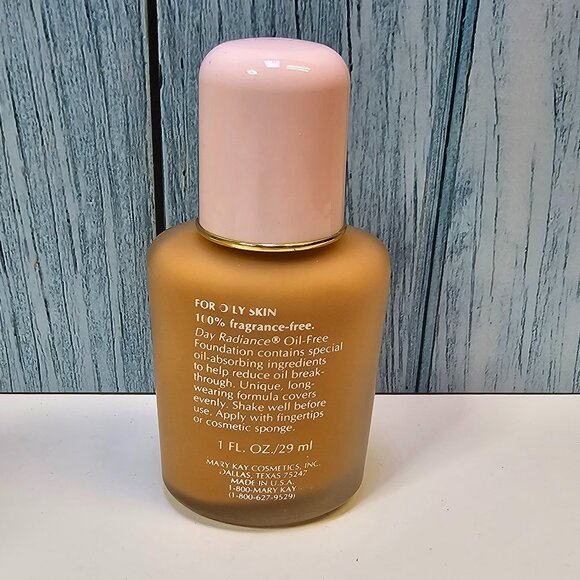 FOR OILY SKIN
100% fragrance-free.
Day Radiance® Oil-Free
Foundation contains special
oil-absorbing ingredients
to help reduce oil break-
through. Unique, long-
wearing formula covers
evenly. Shake well before
use. Apply with fingertips
or cosmetic sponge.
1 FL. OZ./29 ml
MARY KAY COSMETICS, INC.
DALLAS, TEXAS 75247
MADE IN U.S.A.
1-800-MARY KAY
(1-800-627-9529)